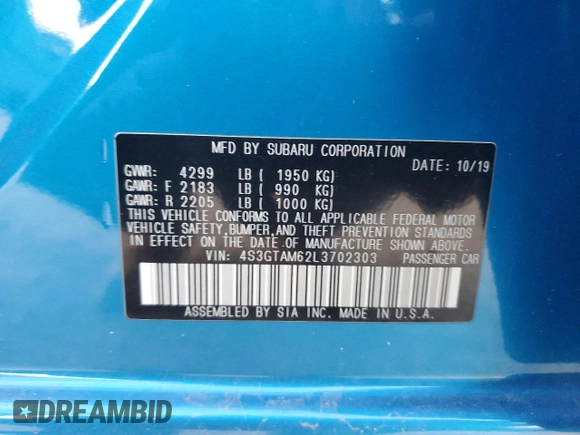 MFD BY SUBARU CORPORATION
GVWR: 4299 LB ( 1950 KG) DATE: 10/19
GAWR: F 2183 LB ( 990 KG)
GAWR: R 2205 LB ( 1000 KG)
THIS VEHICLE CONFORMS TO ALL APPLICABLE FEDERAL MOTOR
VEHICLE SAFETY,BUMPER,AND THEFT PREVENTION STANDARDS
IN EFFECT ON THE DATE OF MANUFACTURE SHOWN ABOVE.
VIN: 4S3GTAM62L3702303 PASSENGER CAR
ASSEMBLED BY SIA INC. MADE IN U.S.A.
DREAMBID